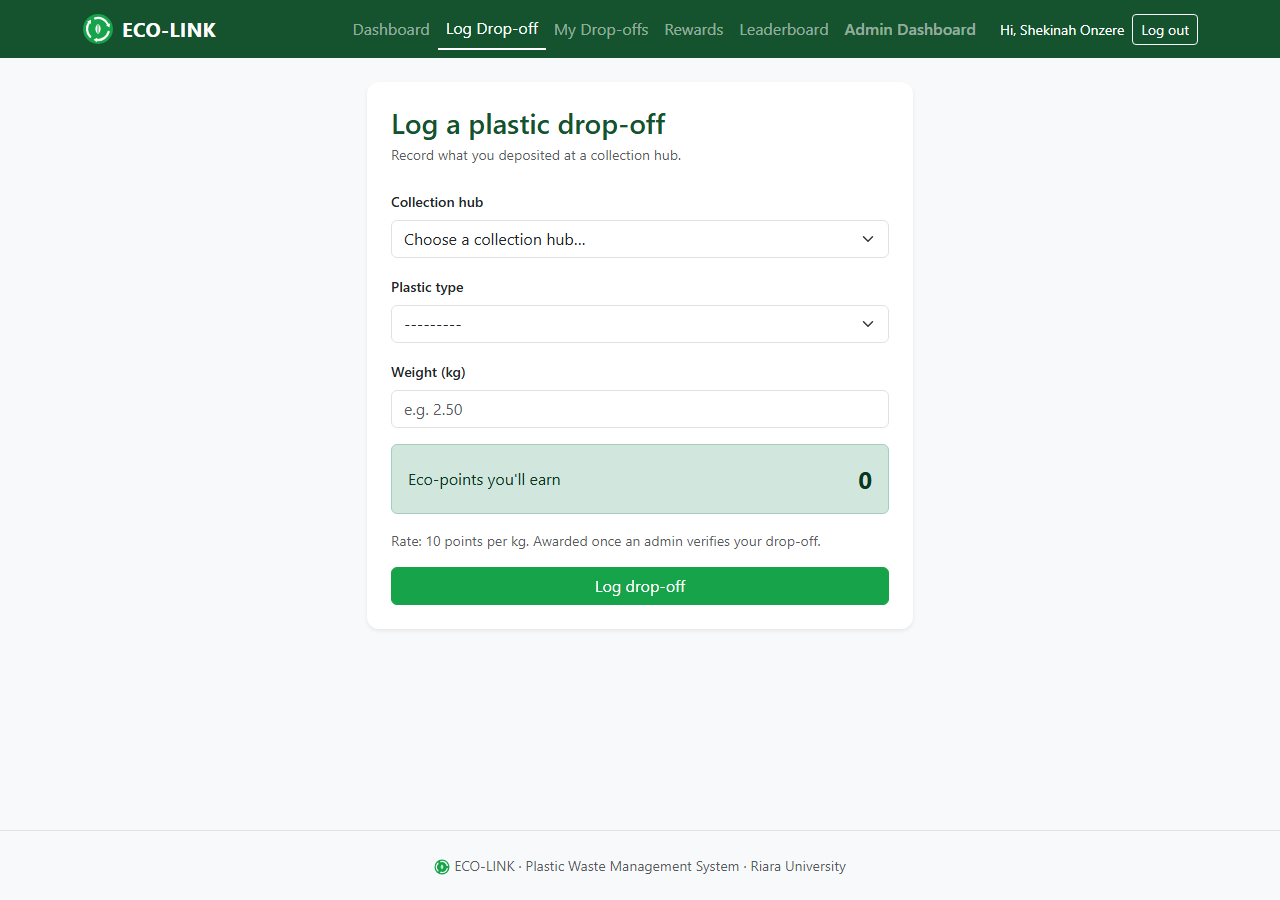 ECO-LINK
Dashboard
Log Drop-off
My Drop-offs
Rewards
Leaderboard
Admin Dashboard
Hi, Shekinah Onzere
Log out
Log a plastic drop-off
Record what you deposited at a collection hub.
Collection hub
Choose a collection hub...
Plastic type
---------
Weight (kg)
e.g. 2.50
Eco-points you'll earn 0
Rate: 10 points per kg. Awarded once an admin verifies your drop-off.
Log drop-off
ECO-LINK · Plastic Waste Management System · Riara University